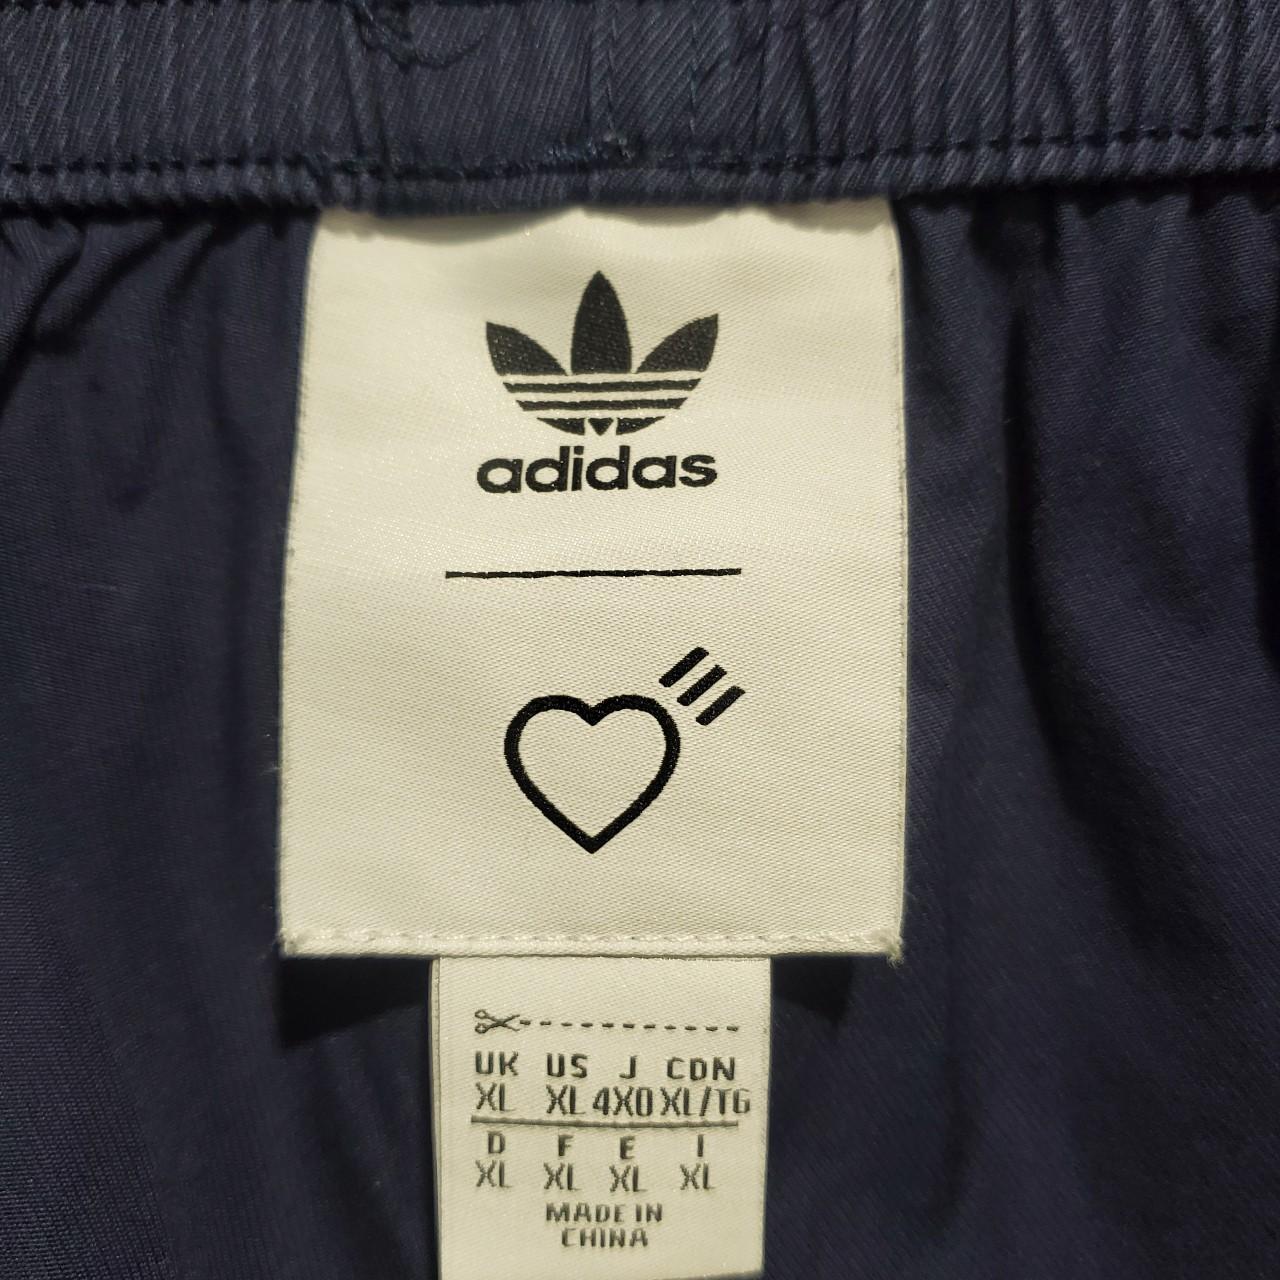 adidas
UK US J CDN
XL XL 4XO XL/TG
D F E I
XL XL XL XL
MADE IN
CHINA